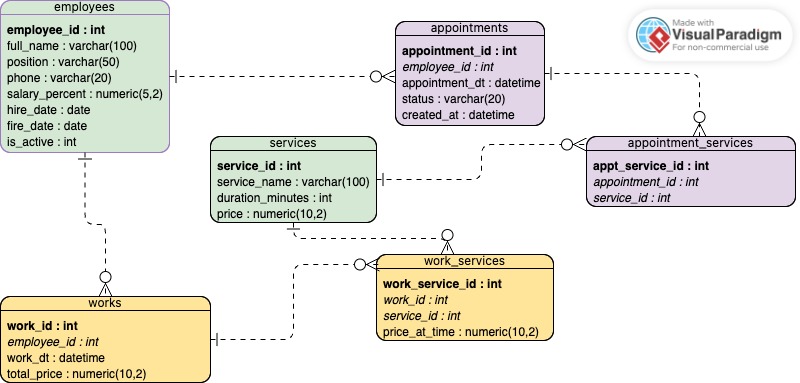 employees
employee_id : int
full_name : varchar(100)
position : varchar(50)
phone : varchar(20)
salary_percent : numeric(5,2)
hire_date : date
fire_date : date
is_active : int
appointments
appointment_id : int
employee_id : int
appointment_dt : datetime
status : varchar(20)
created_at : datetime
Made with
VisualParadigm
For non-commercial use
services
service_id : int
service_name : varchar(100)
duration_minutes : int
price : numeric(10,2)
appointment_services
appt_service_id : int
appointment_id : int
service_id : int
work_services
work_service_id : int
work_id : int
service_id : int
price_at_time : numeric(10,2)
works
work_id : int
employee_id : int
work_dt : datetime
total_price : numeric(10,2)